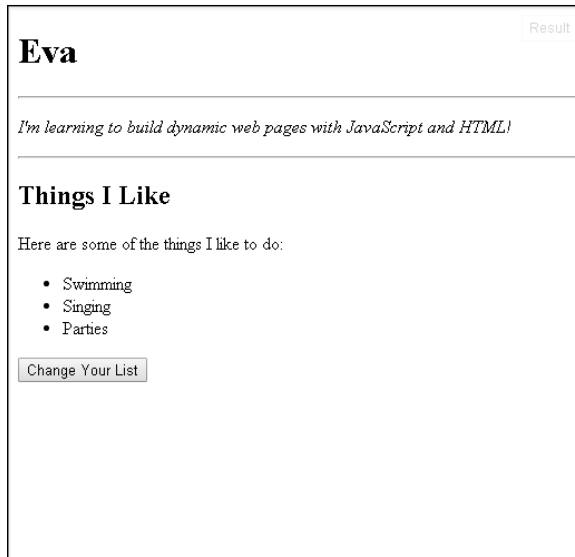 Result
Eva
I'm learning to build dynamic web pages with JavaScript and HTML!
Things I Like
Here are some of the things I like to do:
Swimming
Singing
Parties
Change Your List